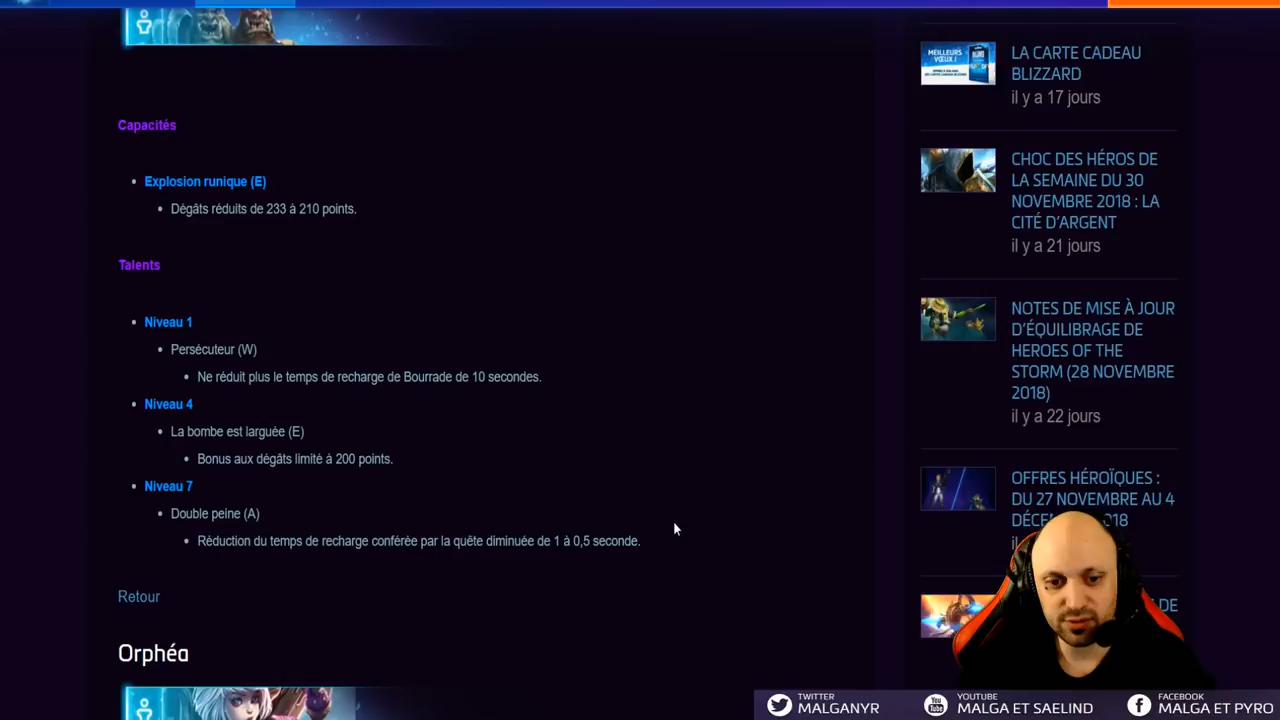 Capacités
Explosion runique (E)
Dégâts réduits de 233 à 210 points.
Talents
Niveau 1
Persécuteur (W)
Ne réduit plus le temps de recharge de Bourrade de 10 secondes.
Niveau 4
La bombe est larguée (E)
Bonus aux dégâts limité à 200 points.
Niveau 7
Double peine (A)
Réduction du temps de recharge conférée par la quête diminuée de 1 à 0,5 seconde.
Retour
Orphéa
MEILLEURS
VŒUX !
LA CARTE CADEAU
BLIZZARD
il y a 17 jours
CHOC DES HÉROS DE
LA SEMAINE DU 30
NOVEMBRE 2018 : LA
CITÉ D'ARGENT
il y a 21 jours
NOTES DE MISE À JOUR
D'ÉQUILIBRAGE DE
HEROES OF THE
STORM (28 NOVEMBRE
2018)
il y a 22 jours
OFFRES HÉROÏQUES :
DU 27 NOVEMBRE AU 4
DE
TWITTER
MALGANYR
YOUTUBE
MALGA ET SAELIND
FACEBOOK
MALGA ET PYRO